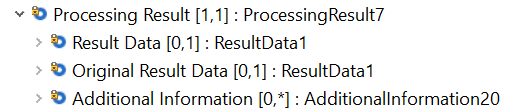 Processing Result [1,1] : ProcessingResult7
Result Data [0,1] : ResultData1
Original Result Data [0,1] : ResultData1
Additional Information [0,*] : AdditionalInformation20